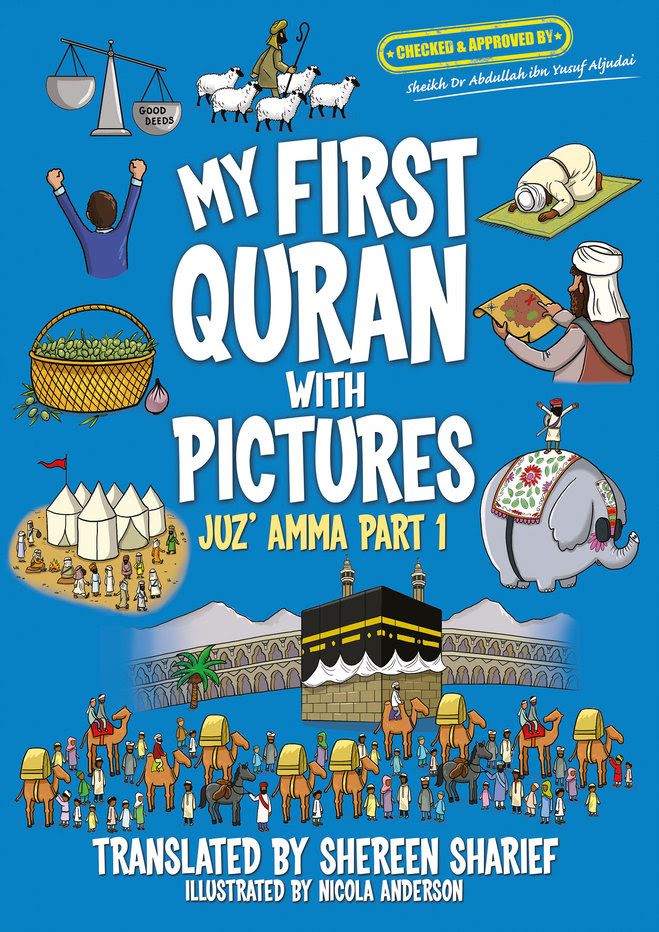 CHECKED & APPROVED BY
Sheikh Dr Abdullah ibn Yusuf Aljudai
GOOD
DEEDS
MY FIRST
QURAN
WITH
PICTURES
JUZ' AMMA PART 1
TRANSLATED BY SHEREEN SHARIEF
ILLUSTRATED BY NICOLA ANDERSON